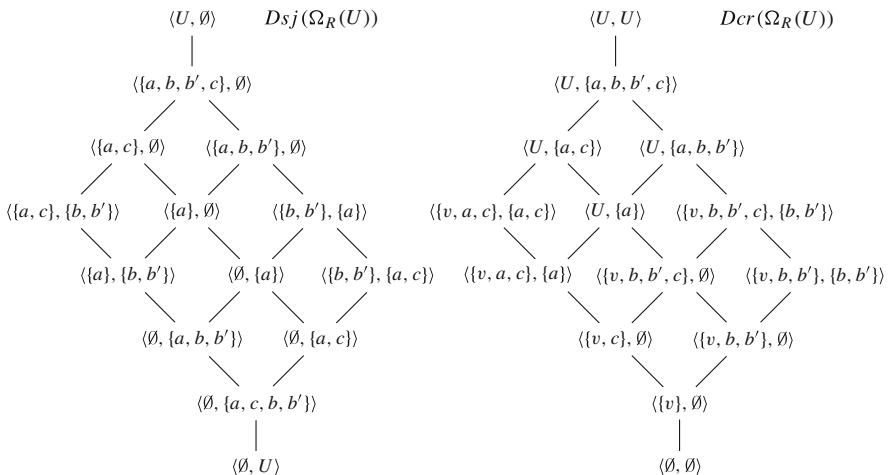 ⟨U, ∅⟩ Dsj(Ω_R(U)) ⟨U, U⟩ Dcr(Ω_R(U))
⟨{a, b, b′, c}, ∅⟩ ⟨U, {a, b, b′, c}⟩
⟨{a, c}, ∅⟩ ⟨{a, b, b′}, ∅⟩ ⟨U, {a, c}⟩ ⟨U, {a, b, b′}⟩
⟨{a, c}, {b, b′}⟩ ⟨{a}, ∅⟩ ⟨{b, b′}, {a}⟩ ⟨{v, a, c}, {a, c}⟩ ⟨U, {a}⟩ ⟨{v, b, b′, c}, {b, b′}⟩
⟨{a}, {b, b′}⟩ ⟨∅, {a}⟩ ⟨{b, b′}, {a, c}⟩ ⟨{v, a, c}, {a}⟩ ⟨{v, b, b′, c}, ∅⟩ ⟨{v, b, b′}, {b, b′}⟩
⟨∅, {a, b, b′}⟩ ⟨∅, {a, c}⟩ ⟨{v, c}, ∅⟩ ⟨{v, b, b′}, ∅⟩
⟨∅, {a, c, b, b′}⟩ ⟨{v}, ∅⟩
⟨∅, U⟩ ⟨∅, ∅⟩